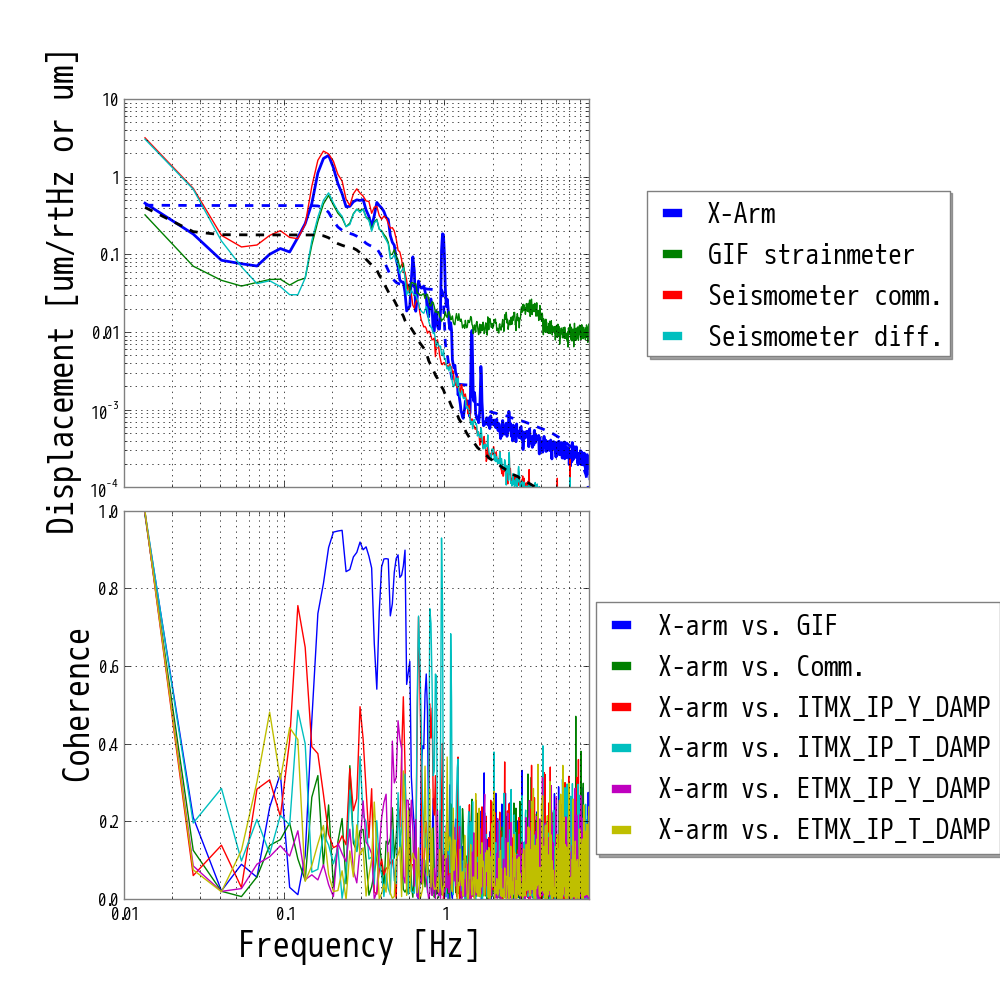 Displacement [um/rtHz or um]
10
1
0.1
0.01
10^-3
10^-4
X-Arm
GIF strainmeter
Seismometer comm.
Seismometer diff.
Coherence
1.0
0.8
0.6
0.4
0.2
0.0
0.01
0.1
1
Frequency [Hz]
X-arm vs. GIF
X-arm vs. Comm.
X-arm vs. ITMX_IP_Y_DAMP
X-arm vs. ITMX_IP_T_DAMP
X-arm vs. ETMX_IP_Y_DAMP
X-arm vs. ETMX_IP_T_DAMP